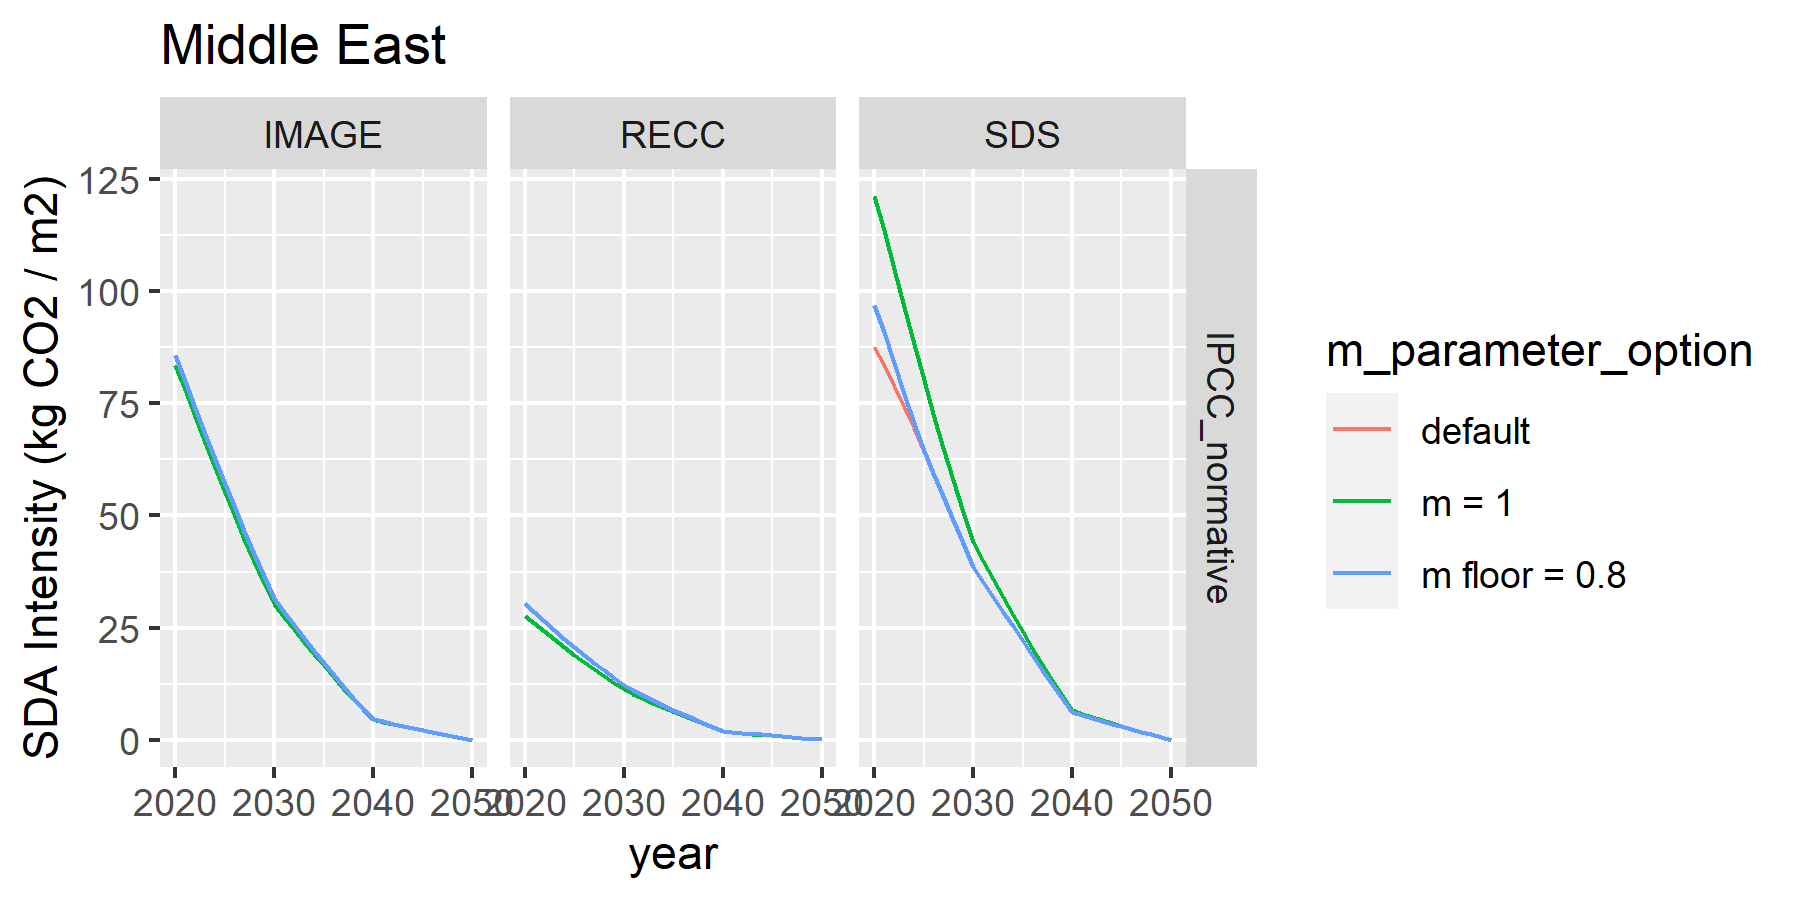 Middle East
IMAGE
RECC
SDS
SDA Intensity (kg CO2 / m2)
125
100
75
50
25
0
IPCC_normative
2020 2030 2040 2050
2020 2030 2040 2050
2020 2030 2040 2050
year
m_parameter_option
default
m = 1
m floor = 0.8